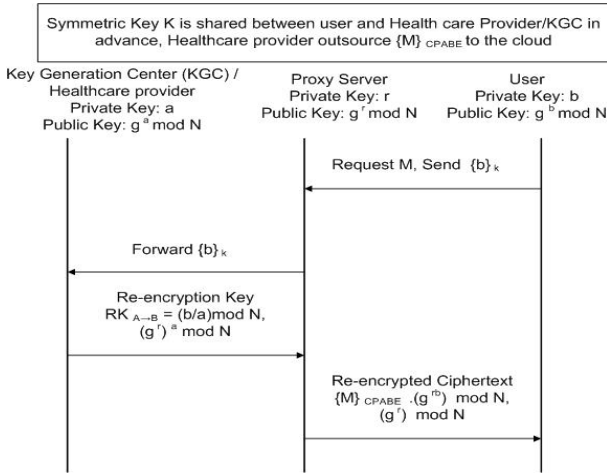 Symmetric Key K is shared between user and Health care Provider/KGC in
advance, Healthcare provider outsource {M} CPABE to the cloud
Key Generation Center (KGC) /
Healthcare provider
Private Key: a
Public Key: g^a mod N
Proxy Server
Private Key: r
Public Key: g^r mod N
User
Private Key: b
Public Key: g^b mod N
Request M, Send {b}k
Forward {b}k
Re-encryption Key
RK A→B = (b/a)mod N,
(g^r)^a mod N
Re-encrypted Ciphertext
{M} CPABE .(g^rb) mod N,
(g^r) mod N